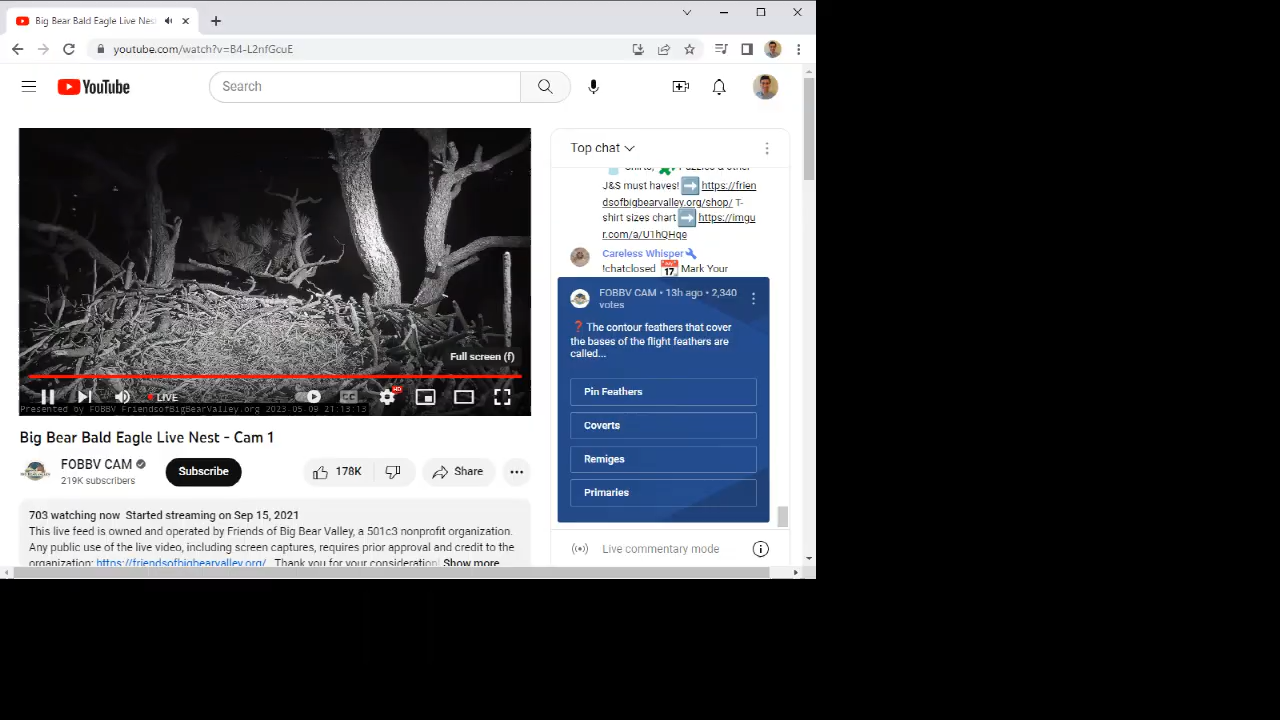 Big Bear Bald Eagle Live Nest
youtube.com/watch?v=B4-L2nfGcuE
YouTube
Search
Top chat
Shirts, Puzzles & other
J&S must haves! https://frien
dsofbigbearvalley.org/shop/ T-
shirt sizes chart https://imgu
r.com/a/U1hQHqe
Careless Whisper
!chatclosed 17 Mark Your
FOBBV CAM • 13h ago • 2,340
votes
❓ The contour feathers that cover
the bases of the flight feathers are
called...
Pin Feathers
Coverts
Remiges
Primaries
Live commentary mode
Full screen (f)
LIVE
HD
Presented by FOBBV FriendsofBigBearValley.org 2023-05-09 21:13:13
Big Bear Bald Eagle Live Nest - Cam 1
FOBBV CAM
219K subscribers
Subscribe
178K
Share
703 watching now Started streaming on Sep 15, 2021
This live feed is owned and operated by Friends of Big Bear Valley, a 501c3 nonprofit organization.
Any public use of the live video, including screen captures, requires prior approval and credit to the
organization: https://friendsofbigbearvalley.org/ Thank you for your consideration! Show more